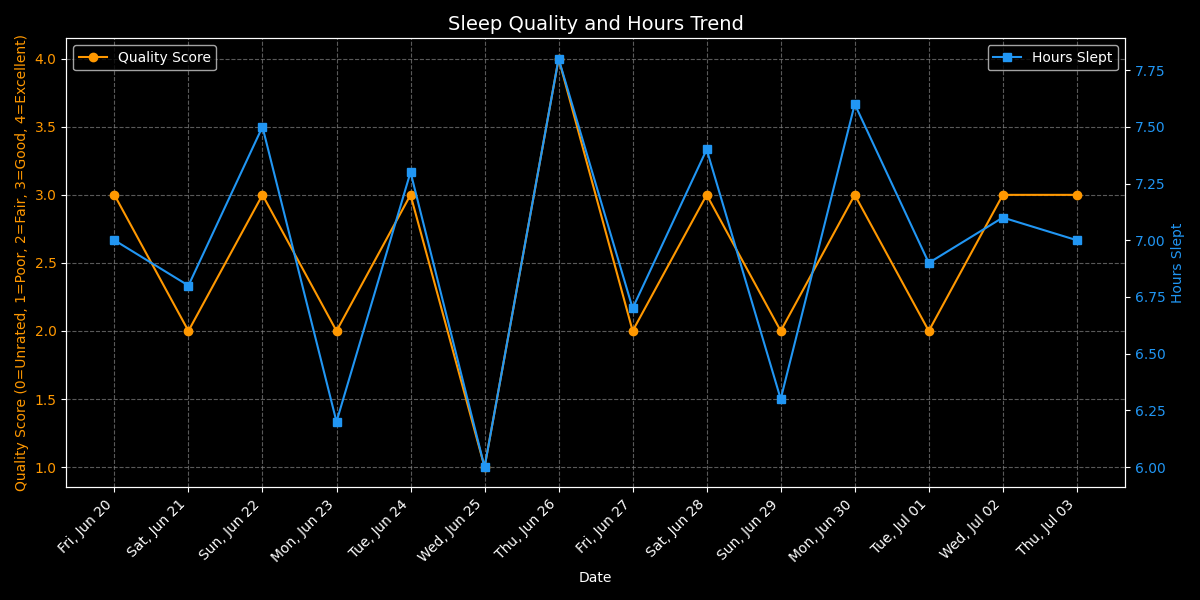 Sleep Quality and Hours Trend
Quality Score
Hours Slept
Quality Score (0=Unrated, 1=Poor, 2=Fair, 3=Good, 4=Excellent)
4.0
3.5
3.0
2.5
2.0
1.5
1.0
7.75
7.50
7.25
7.00
6.75
6.50
6.25
6.00
Hours Slept
Fri, Jun 20
Sat, Jun 21
Sun, Jun 22
Mon, Jun 23
Tue, Jun 24
Wed, Jun 25
Thu, Jun 26
Fri, Jun 27
Sat, Jun 28
Sun, Jun 29
Mon, Jun 30
Tue, Jul 01
Wed, Jul 02
Thu, Jul 03
Date